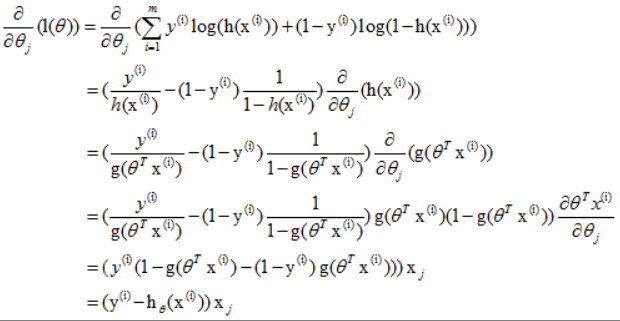 ∂/∂θ_j (l(θ)) = ∂/∂θ_j (∑_{i=1}^{m} y^{(i)} log(h(x^{(i)})) + (1−y^{(i)}) log(1−h(x^{(i)})))
= (y^{(i)}/h(x^{(i)}) − (1−y^{(i)}) 1/(1−h(x^{(i)}))) ∂/∂θ_j (h(x^{(i)}))
= (y^{(i)}/g(θ^T x^{(i)}) − (1−y^{(i)}) 1/(1−g(θ^T x^{(i)}))) ∂/∂θ_j (g(θ^T x^{(i)}))
= (y^{(i)}/g(θ^T x^{(i)}) − (1−y^{(i)}) 1/(1−g(θ^T x^{(i)}))) g(θ^T x^{(i)})(1−g(θ^T x^{(i)})) ∂θ^T x^{(i)}/∂θ_j
= (y^{(i)}(1−g(θ^T x^{(i)})−(1−y^{(i)}) g(θ^T x^{(i)}))) x_j
= (y^{(i)}−h_θ(x^{(i)})) x_j